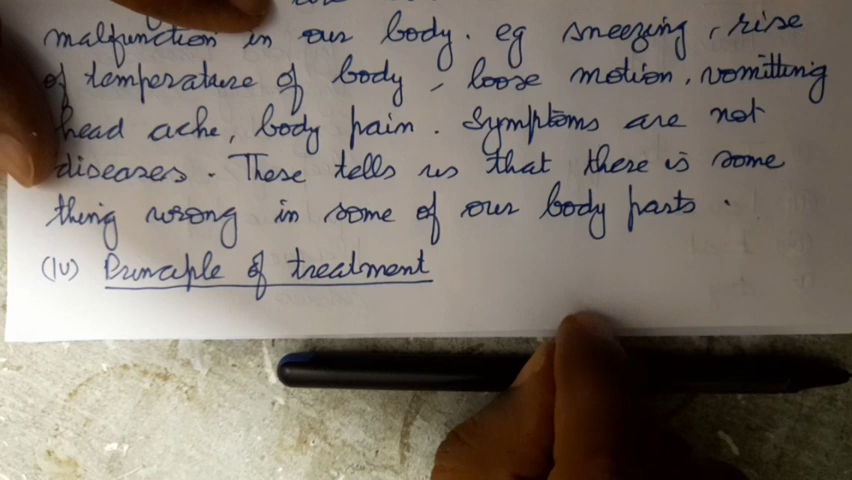 malfunction in our body. eg sneezing, rise
of temperature of body, loose motion, vomitting
head ache, body pain. Symptoms are not
diseases. These tells us that there is some
thing wrong in some of our body parts.
(IV) Principle of treatment